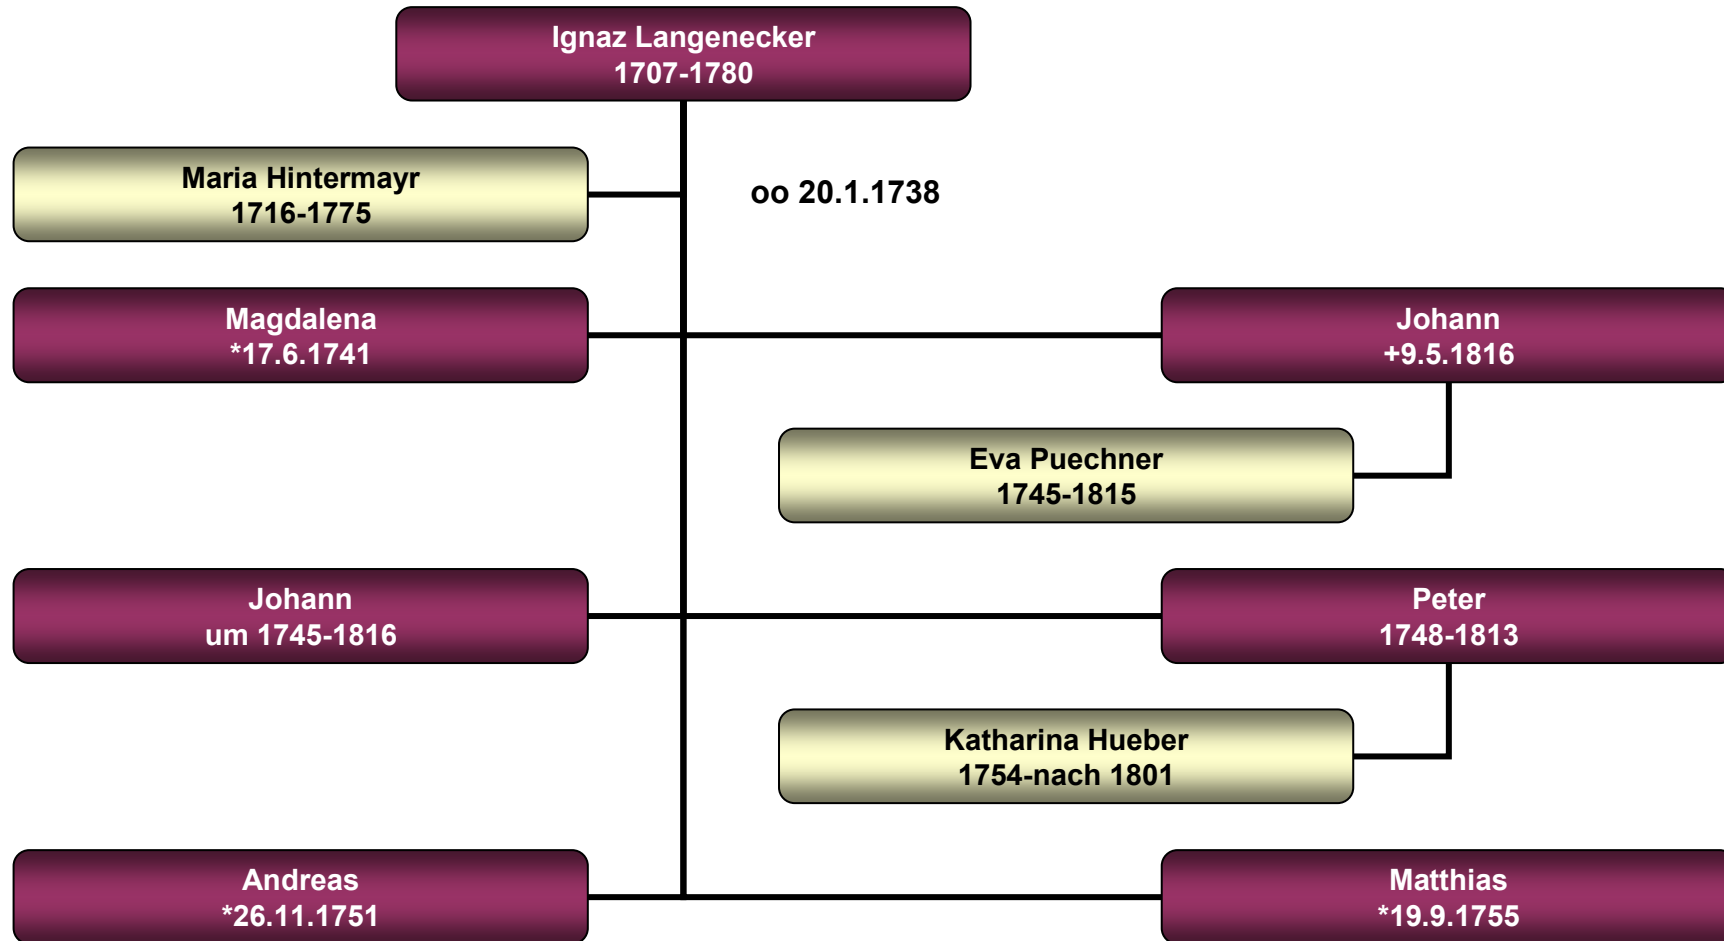 Ignaz Langenecker
1707-1780
Maria Hintermayr
1716-1775
oo 20.1.1738
Magdalena
*17.6.1741
Johann
+9.5.1816
Eva Puechner
1745-1815
Johann
um 1745-1816
Peter
1748-1813
Katharina Hueber
1754-nach 1801
Andreas
*26.11.1751
Matthias
*19.9.1755